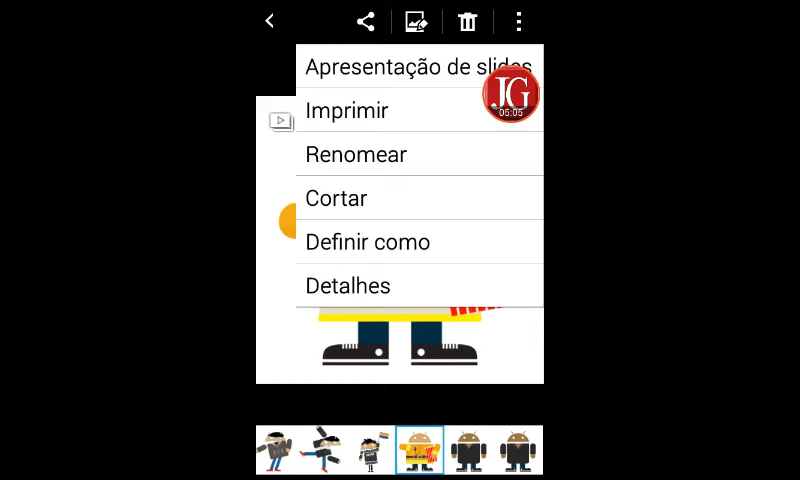 Apresentação de slides
JG
05:05
Imprimir
Renomear
Cortar
Definir como
Detalhes